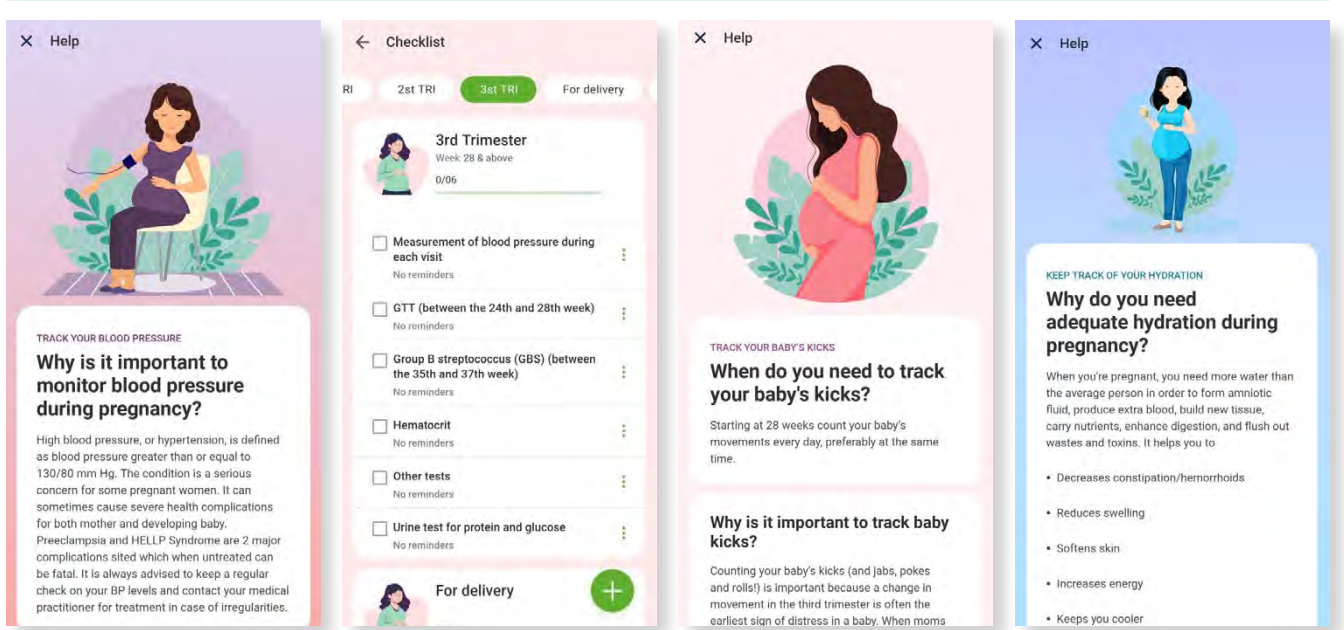 Help
TRACK YOUR BLOOD PRESSURE
Why is it important to
monitor blood pressure
during pregnancy?
High blood pressure, or hypertension, is defined
as blood pressure greater than or equal to
130/80 mm Hg. The condition is a serious
concern for some pregnant women. It can
sometimes cause severe health complications
for both mother and developing baby.
Preeclampsia and HELLP Syndrome are 2 major
complications sited which when untreated can
be fatal. It is always advised to keep a regular
check on your BP levels and contact your medical
practitioner for treatment in case of irregularities.
Checklist
RI
2st TRI
3st TRI
For delivery
3rd Trimester
Week 28 & above
0/06
Measurement of blood pressure during
each visit
No reminders
GTT (between the 24th and 28th week)
No reminders
Group B streptococcus (GBS) (between
the 35th and 37th week)
No reminders
Hematocrit
No reminders
Other tests
No reminders
Urine test for protein and glucose
No reminders
For delivery
Help
TRACK YOUR BABY'S KICKS
When do you need to track
your baby's kicks?
Starting at 28 weeks count your baby's
movements every day, preferably at the same
time.
Why is it important to track baby
kicks?
Counting your baby's kicks (and jabs, pokes
and rolls!) is important because a change in
movement in the third trimester is often the
earliest sign of distress in a baby. When moms
Help
KEEP TRACK OF YOUR HYDRATION
Why do you need
adequate hydration during
pregnancy?
When you're pregnant, you need more water than
the average person in order to form amniotic
fluid, produce extra blood, build new tissue,
carry nutrients, enhance digestion, and flush out
wastes and toxins. It helps you to
• Decreases constipation/hemorrhoids
• Reduces swelling
• Softens skin
• Increases energy
• Keeps you cooler